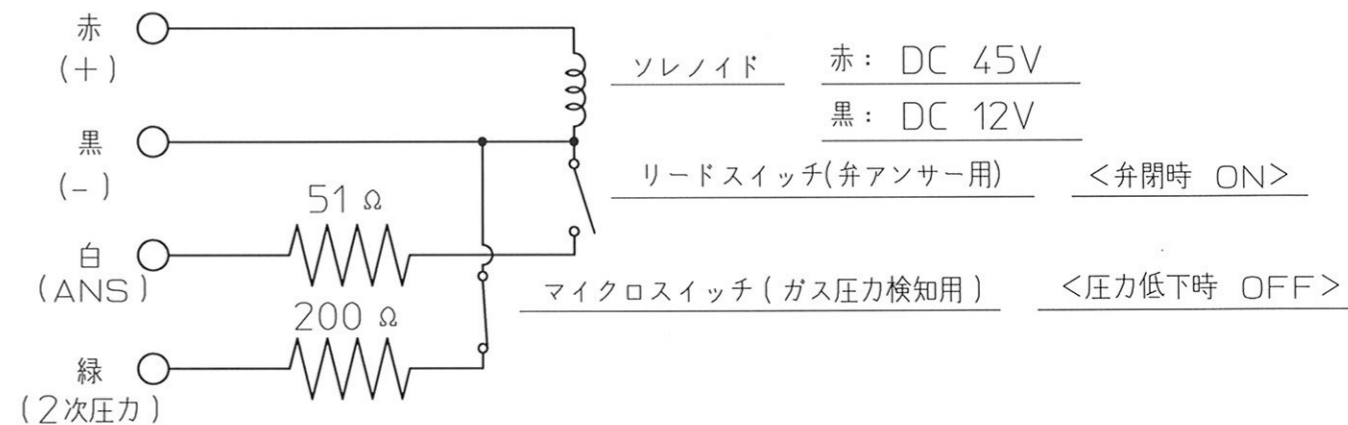 赤
(+)
ソレノイド
赤: DC 45V
黒: DC 12V
黒
(-)
リードスイッチ(弁アンサー用)
<弁閉時 ON>
51 Ω
白
(ANS)
マイクロスイッチ(ガス圧力検知用)
<圧力低下時 OFF>
200 Ω
緑
(2次圧力)